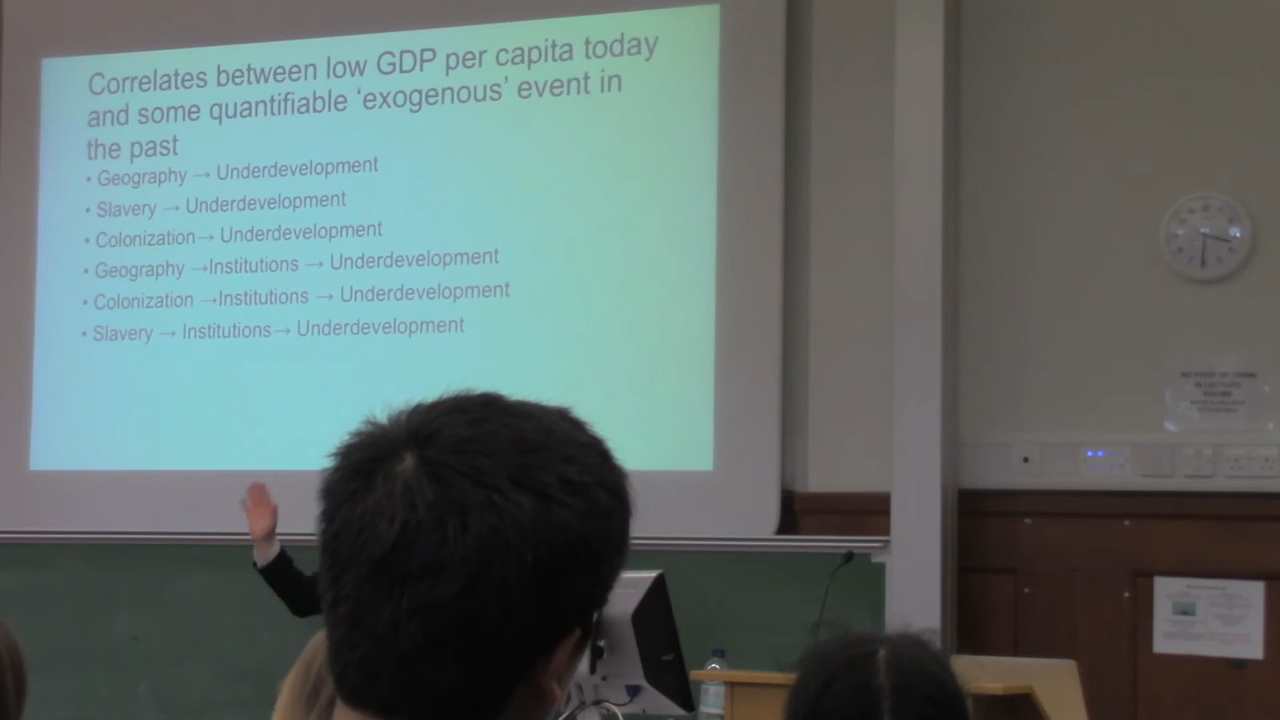 Correlates between low GDP per capita today
and some quantifiable ‘exogenous’ event in
the past
• Geography → Underdevelopment
• Slavery → Underdevelopment
• Colonization→ Underdevelopment
• Geography →Institutions → Underdevelopment
• Colonization →Institutions → Underdevelopment
• Slavery → Institutions→ Underdevelopment